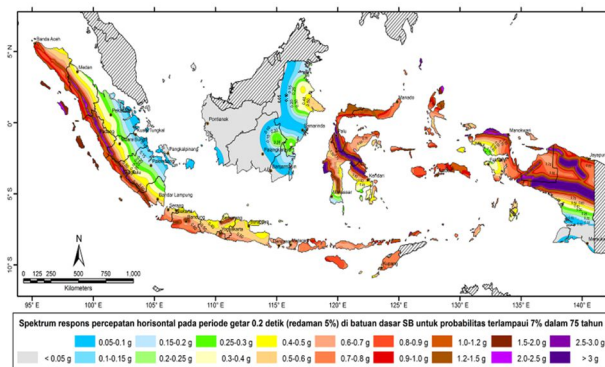 95°E
100°E
105°E
110°E
115°E
120°E
125°E
130°E
135°E
140°E
5°N
0°
5°S
10°S
Banda Aceh
Medan
Pontianak
Samarinda
Palu
Manado
Manokwari
Jayapura
Pangkalpinang
Bandar Lampung
Serang
Bandung
Yogyakarta
Kendari
Kupang
N
0 125 250 500 750 1.000
Kilometers
Spektrum respons percepatan horisontal pada periode getar 0.2 detik (redaman 5%) di batuan dasar SB untuk probabilitas terlampaui 7% dalam 75 tahun
0.05-0.1 g 0.15-0.2 g 0.25-0.3 g 0.4-0.5 g 0.6-0.7 g 0.8-0.9 g 1.0-1.2 g 1.5-2.0 g 2.5-3.0 g
< 0.05 g 0.1-0.15 g 0.2-0.25 g 0.3-0.4 g 0.5-0.6 g 0.7-0.8 g 0.9-1.0 g 1.2-1.5 g 2.0-2.5 g > 3 g